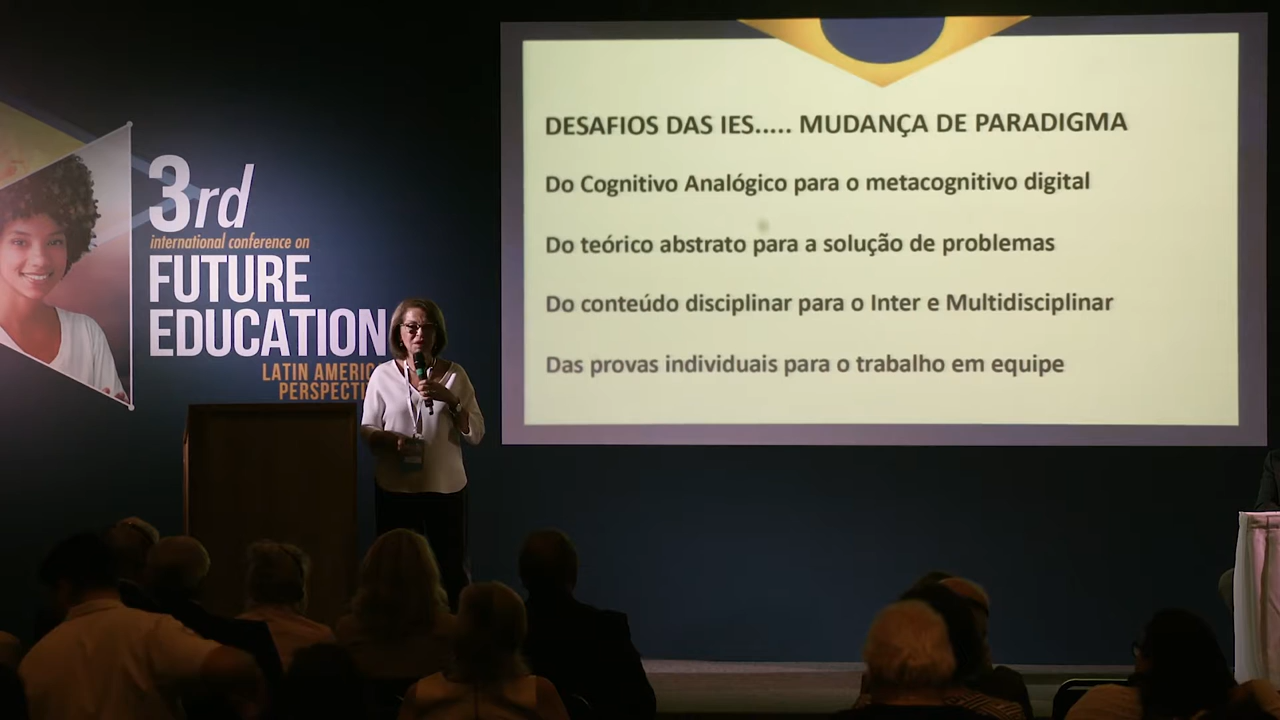 3rd
international conference on
FUTURE
EDUCATION
LATIN
DESAFIOS DAS IES..... MUDANÇA DE PARADIGMA
Do Cognitivo Analógico para o metacognitivo digital
Do teórico abstrato para a solução de problemas
Do conteúdo disciplinar para o Inter e Multidisciplinar
Das provas individuais para o trabalho em equipe